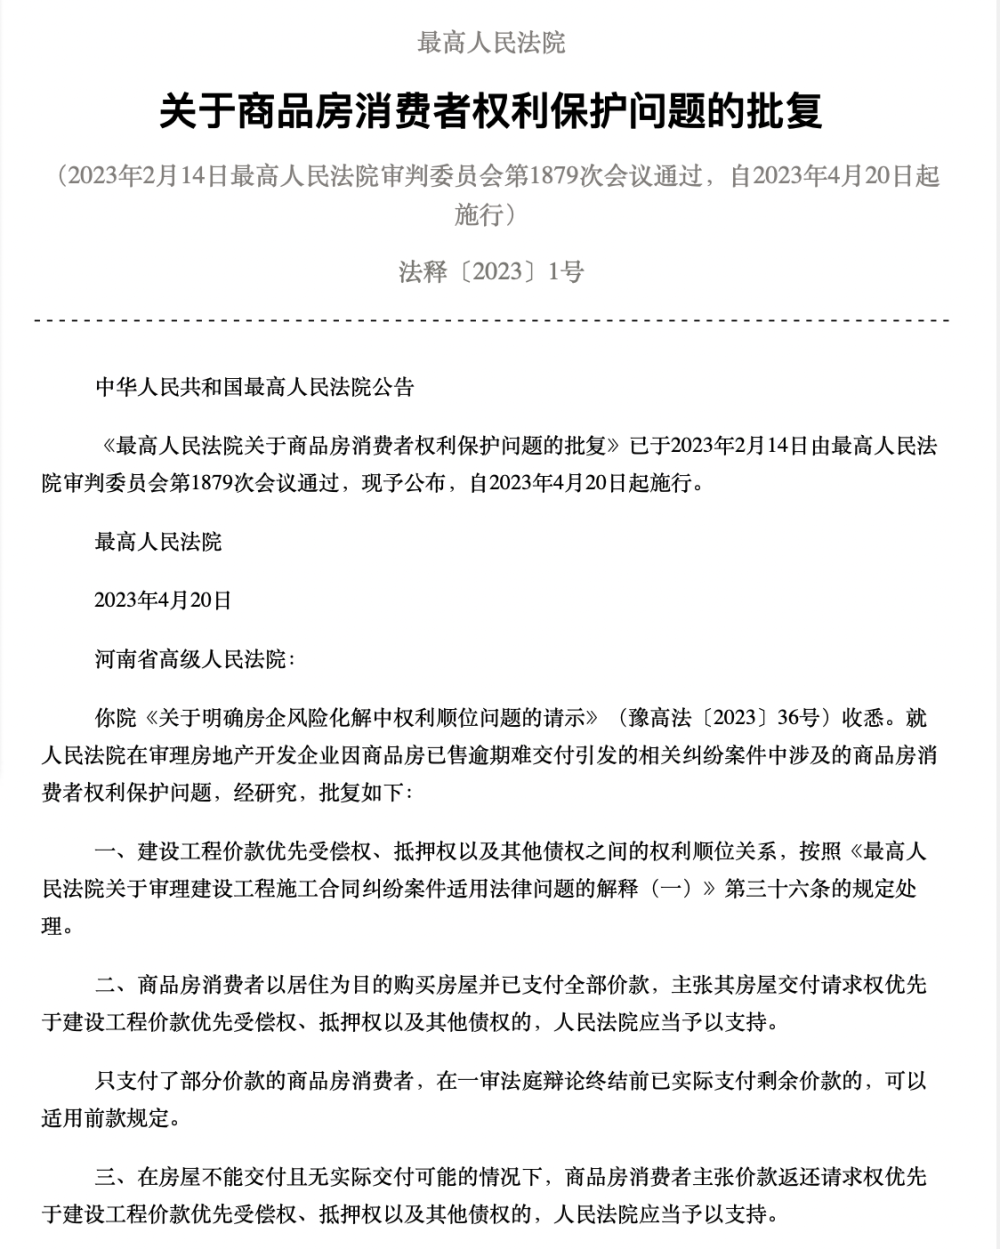 最高人民法院
关于商品房消费者权利保护问题的批复
（2023年2月14日最高人民法院审判委员会第1879次会议通过，自2023年4月20日起
施行）
法释〔2023〕1号
中华人民共和国最高人民法院公告
《最高人民法院关于商品房消费者权利保护问题的批复》已于2023年2月14日由最高人民法
院审判委员会第1879次会议通过，现予公布，自2023年4月20日起施行。
最高人民法院
2023年4月20日
河南省高级人民法院：
你院《关于明确房企风险化解中权利顺位问题的请示》（豫高法〔2023〕36号）收悉。就
人民法院在审理房地产开发企业因商品房已售逾期难交付引发的相关纠纷案件中涉及的商品房消
费者权利保护问题，经研究，批复如下：
一、建设工程价款优先受偿权、抵押权以及其他债权之间的权利顺位关系，按照《最高人
民法院关于审理建设工程施工合同纠纷案件适用法律问题的解释（一）》第三十六条的规定处
理。
二、商品房消费者以居住为目的购买房屋并已支付全部价款，主张其房屋交付请求权优先
于建设工程价款优先受偿权、抵押权以及其他债权的，人民法院应当予以支持。
只支付了部分价款的商品房消费者，在一审法庭辩论终结前已实际支付剩余价款的，可以
适用前款规定。
三、在房屋不能交付且无实际交付可能的情况下，商品房消费者主张价款返还请求权优先
于建设工程价款优先受偿权、抵押权以及其他债权的，人民法院应当予以支持。